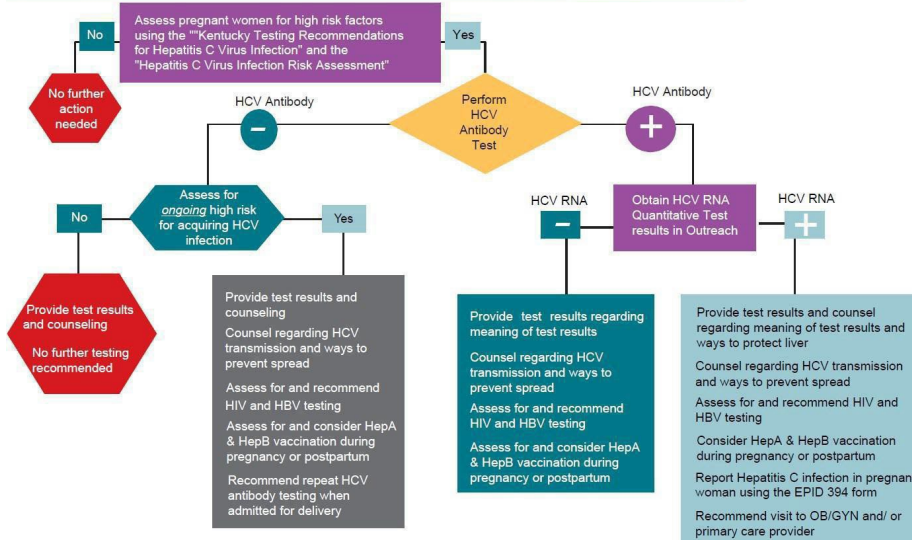 No
Assess pregnant women for high risk factors
using the ""Kentucky Testing Recommendations
for Hepatitis C Virus Infection" and the
"Hepatitis C Virus Infection Risk Assessment"
Yes
No further
action
needed
HCV Antibody
−
Perform
HCV
Antibody
Test
HCV Antibody
+
Assess for
ongoing high risk
for acquiring HCV
infection
No
Yes
HCV RNA
−
Obtain HCV RNA
Quantitative Test
results in Outreach
HCV RNA
+
Provide test results
and counseling
No further testing
recommended
Provide test results and
counseling
Counsel regarding HCV
transmission and ways to
prevent spread
Assess for and recommend
HIV and HBV testing
Assess for and consider HepA
& HepB vaccination during
pregnancy or postpartum
Recommend repeat HCV
antibody testing when
admitted for delivery
Provide test results regarding
meaning of test results
Counsel regarding HCV
transmission and ways to
prevent spread
Assess for and recommend
HIV and HBV testing
Assess for and consider HepA
& HepB vaccination during
pregnancy or postpartum
Provide test results and counsel
regarding meaning of test results and
ways to protect liver
Counsel regarding HCV transmission
and ways to prevent spread
Assess for and recommend HIV and
HBV testing
Consider HepA & HepB vaccination
during pregnancy or postpartum
Report Hepatitis C infection in pregnan
woman using the EPID 394 form
Recommend visit to OB/GYN and/ or
primary care provider